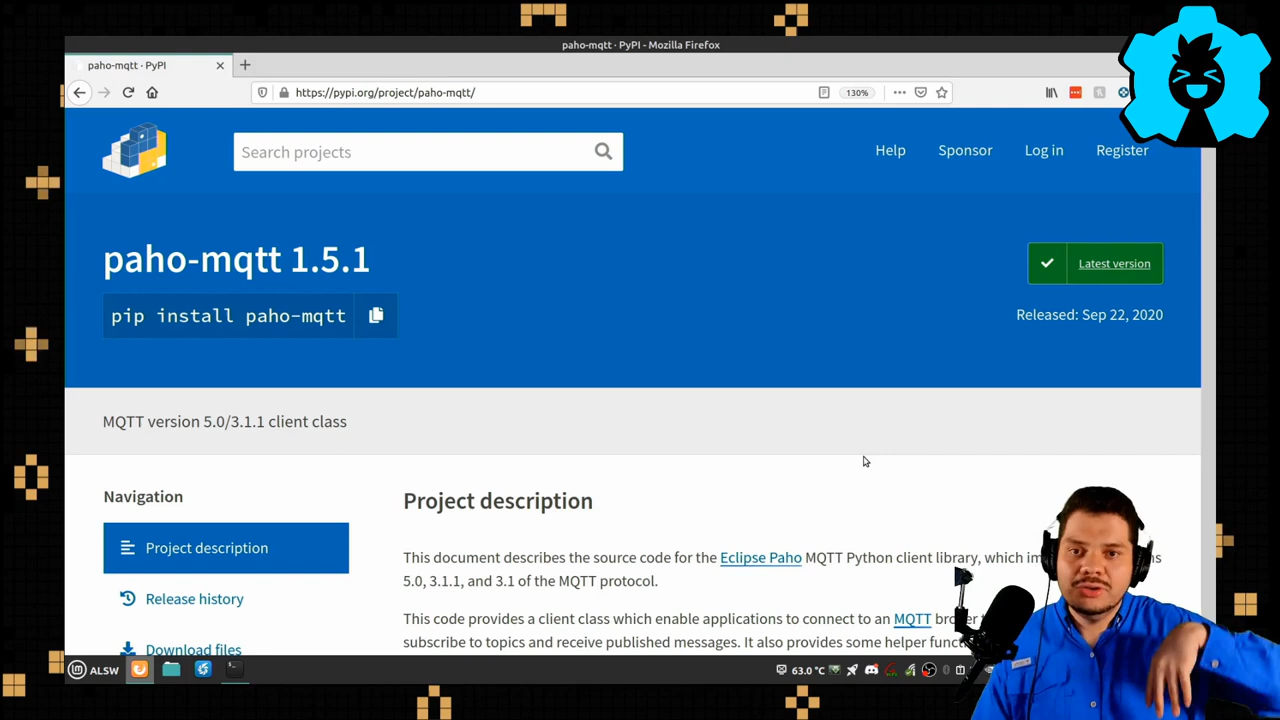 paho-mqtt · PyPI - Mozilla Firefox
paho-mqtt · PyPI
https://pypi.org/project/paho-mqtt/
130%
Search projects
Help
Sponsor
Log in
Register
paho-mqtt 1.5.1
Latest version
pip install paho-mqtt
Released: Sep 22, 2020
MQTT version 5.0/3.1.1 client class
Navigation
Project description
Project description
This document describes the source code for the Eclipse Paho MQTT Python client library, which
5.0, 3.1.1, and 3.1 of the MQTT protocol.
Release history
This code provides a client class which enable applications to connect to an MQTT
subscribe to topics and receive published messages. It also provides some helper
Download files
ALSW
63.0 °C